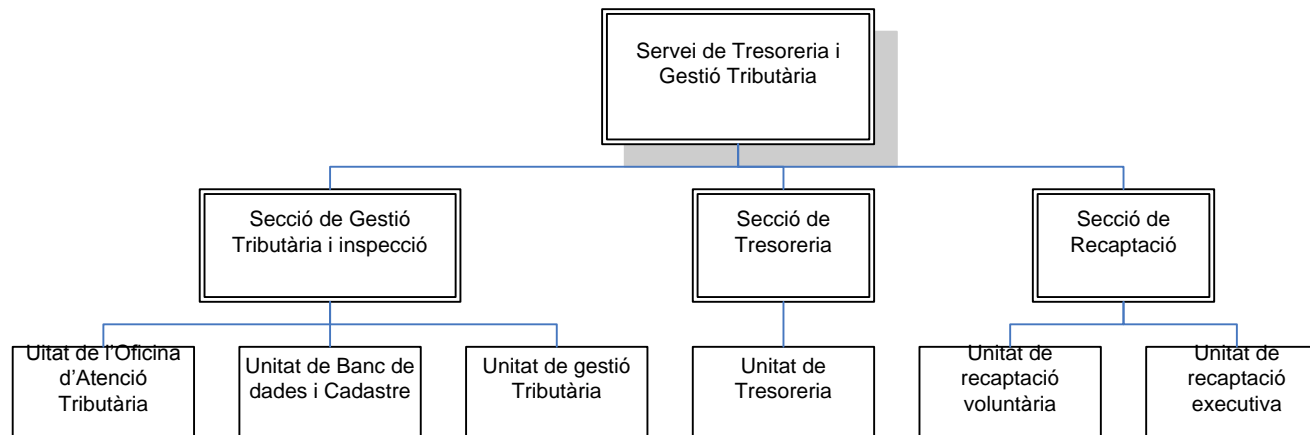 Servei de Tresoreria i
Gestió Tributària
Secció de Gestió
Tributària i inspecció
Secció de
Tresoreria
Secció de
Recaptació
Uitat de l'Oficina
d'Atenció
Tributària
Unitat de Banc de
dades i Cadastre
Unitat de gestió
Tributària
Unitat de
Tresoreria
Unitat de
recaptació
voluntària
Unitat de
recaptació
executiva